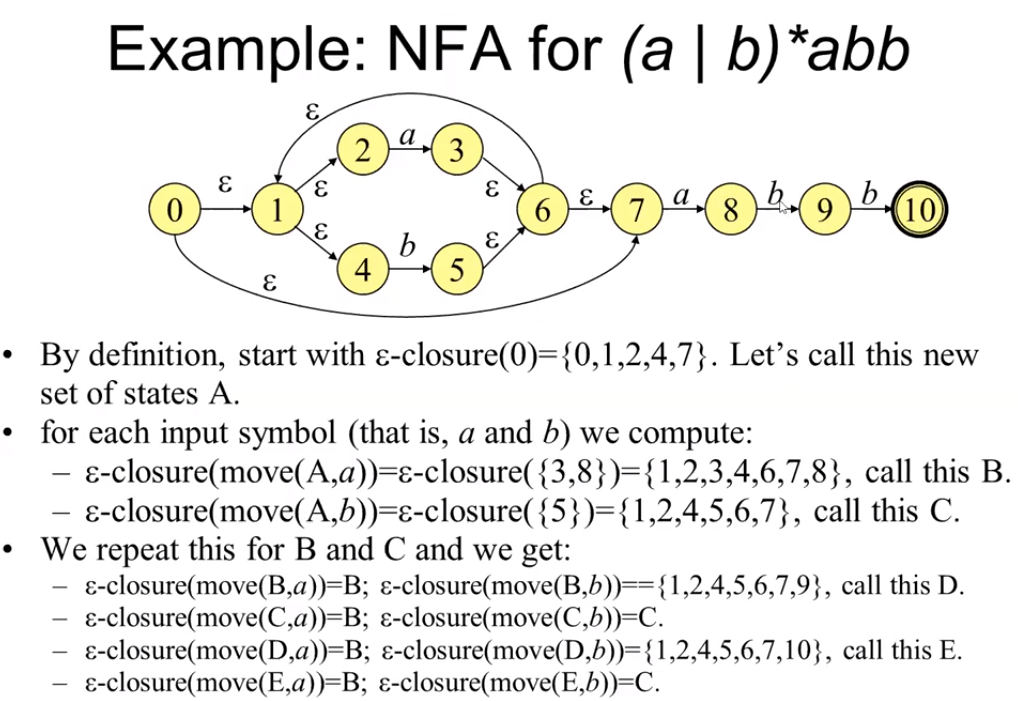 Example: NFA for (a | b)*abb
ε
2 a 3
ε ε ε
0 1 6 ε 7 a 8 b 9 b 10
ε b ε
4 5
ε
• By definition, start with ε-closure(0)={0,1,2,4,7}. Let’s call this new
set of states A.
• for each input symbol (that is, a and b) we compute:
– ε-closure(move(A,a))=ε-closure({3,8})={1,2,3,4,6,7,8}, call this B.
– ε-closure(move(A,b))=ε-closure({5})={1,2,4,5,6,7}, call this C.
• We repeat this for B and C and we get:
– ε-closure(move(B,a))=B; ε-closure(move(B,b))=={1,2,4,5,6,7,9}, call this D.
– ε-closure(move(C,a))=B; ε-closure(move(C,b))=C.
– ε-closure(move(D,a))=B; ε-closure(move(D,b))={1,2,4,5,6,7,10}, call this E.
– ε-closure(move(E,a))=B; ε-closure(move(E,b))=C.